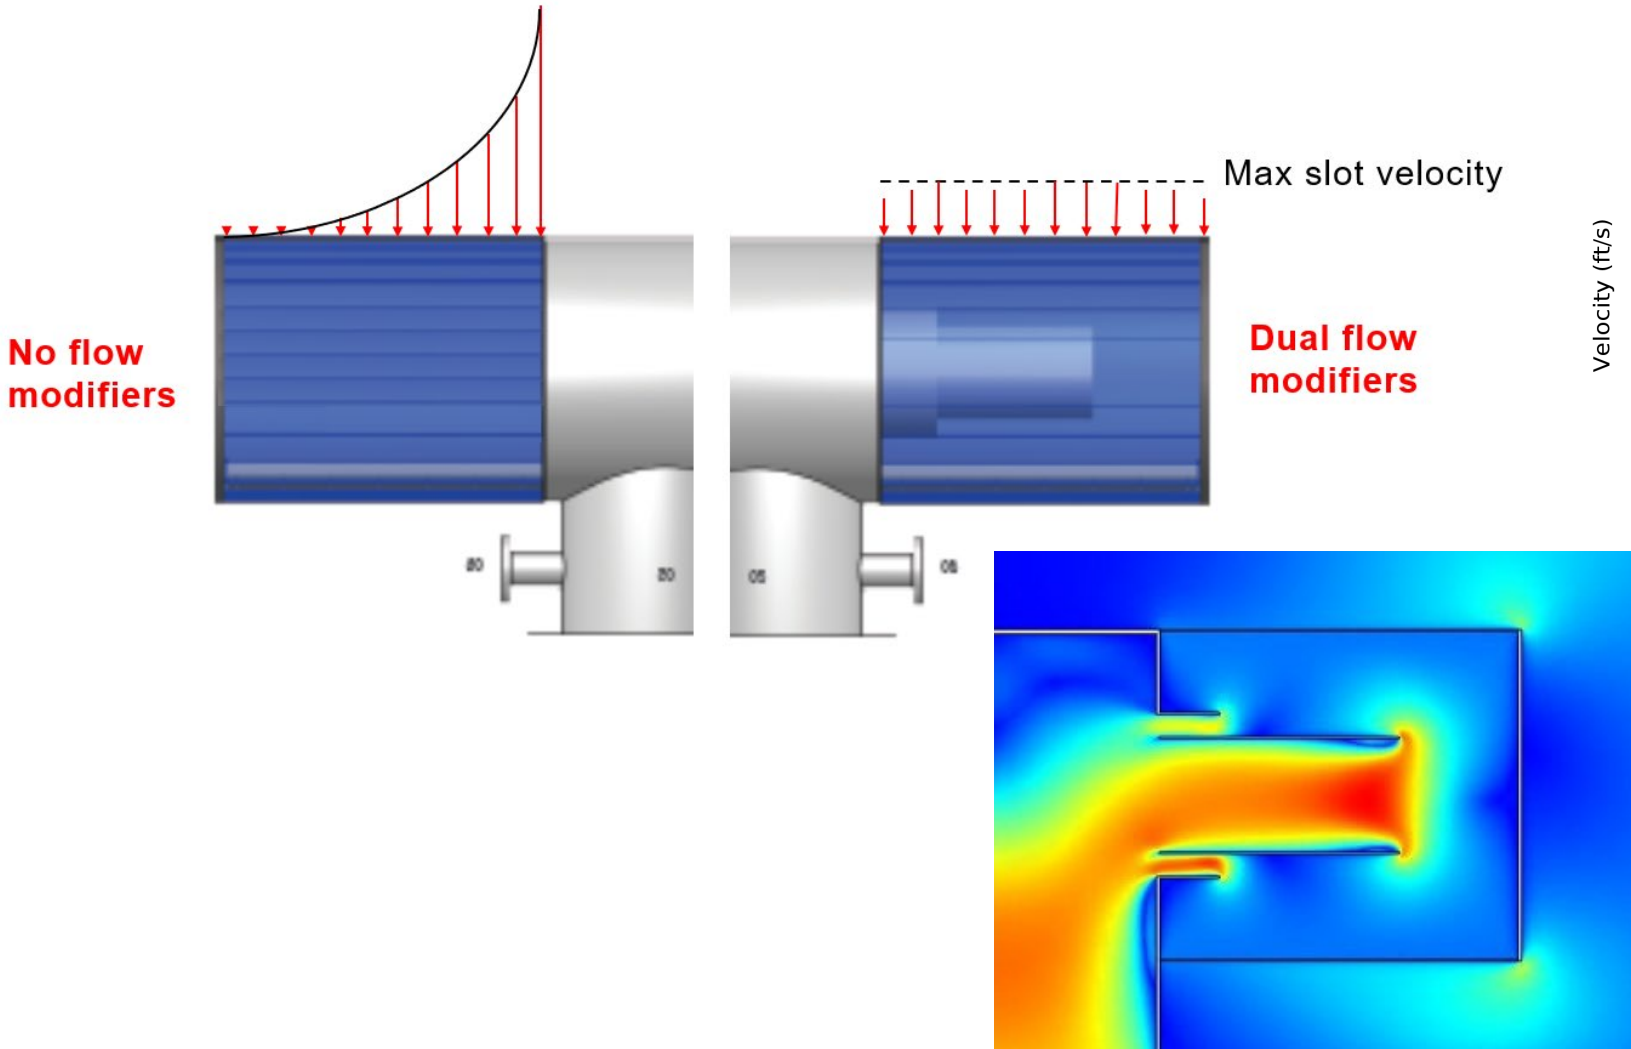 Max slot velocity
Velocity (ft/s)
No flow
modifiers
Dual flow
modifiers